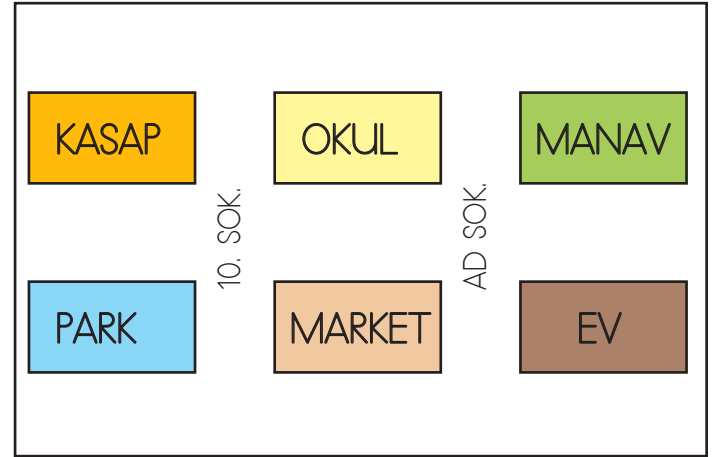 KASAP
OKUL
MANAV
10. SOK.
AD SOK.
PARK
MARKET
EV